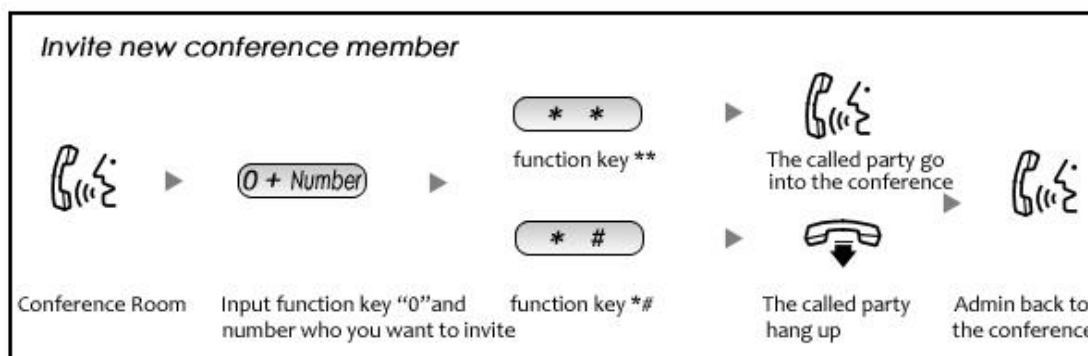 Invite new conference member
* *
function key **
The called party go
into the conference
0 + Number
* #
Conference Room
Input function key “0”and
number who you want to invite
function key *#
The called party
hang up
Admin back to
the conference